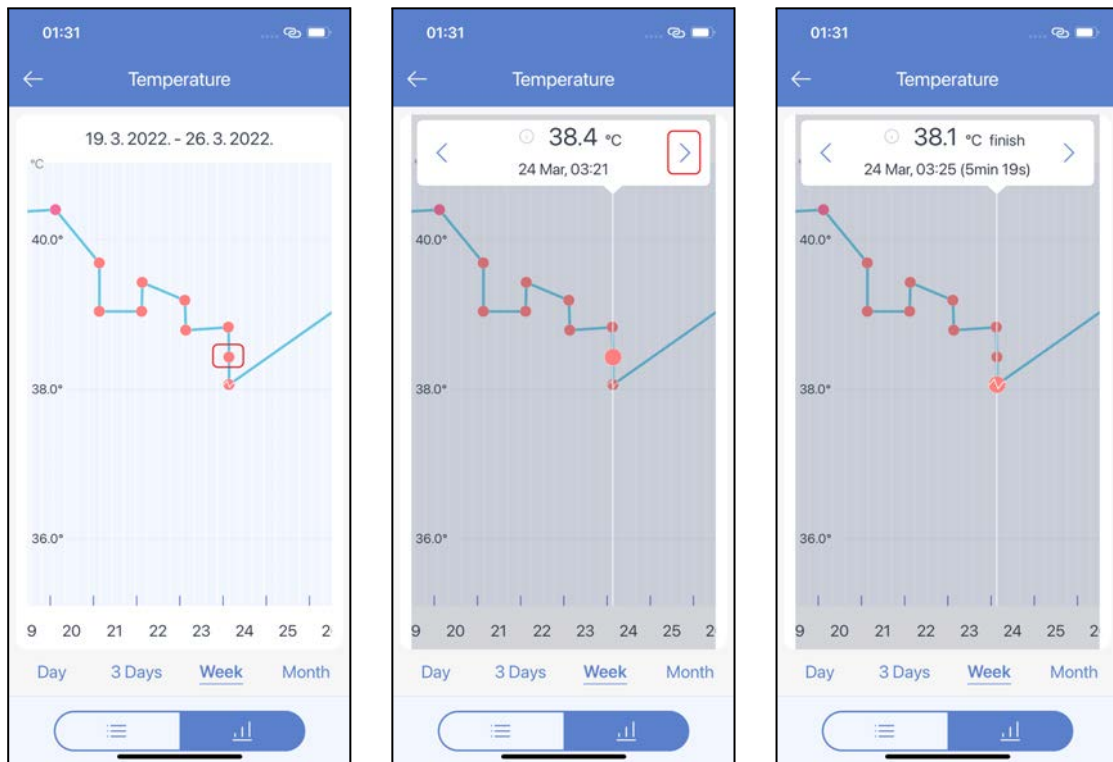 01:31
Temperature
19. 3. 2022. - 26. 3. 2022.
°C
40.0°
38.0°
36.0°
9 20 21 22 23 24 25 2
Day 3 Days Week Month
01:31
Temperature
38.4 °C
24 Mar, 03:21
40.0°
38.0°
36.0°
9 20 21 22 23 24 25 2
Day 3 Days Week Month
01:31
Temperature
38.1 °C finish
24 Mar, 03:25 (5min 19s)
40.0°
38.0°
36.0°
9 20 21 22 23 24 25 2
Day 3 Days Week Month